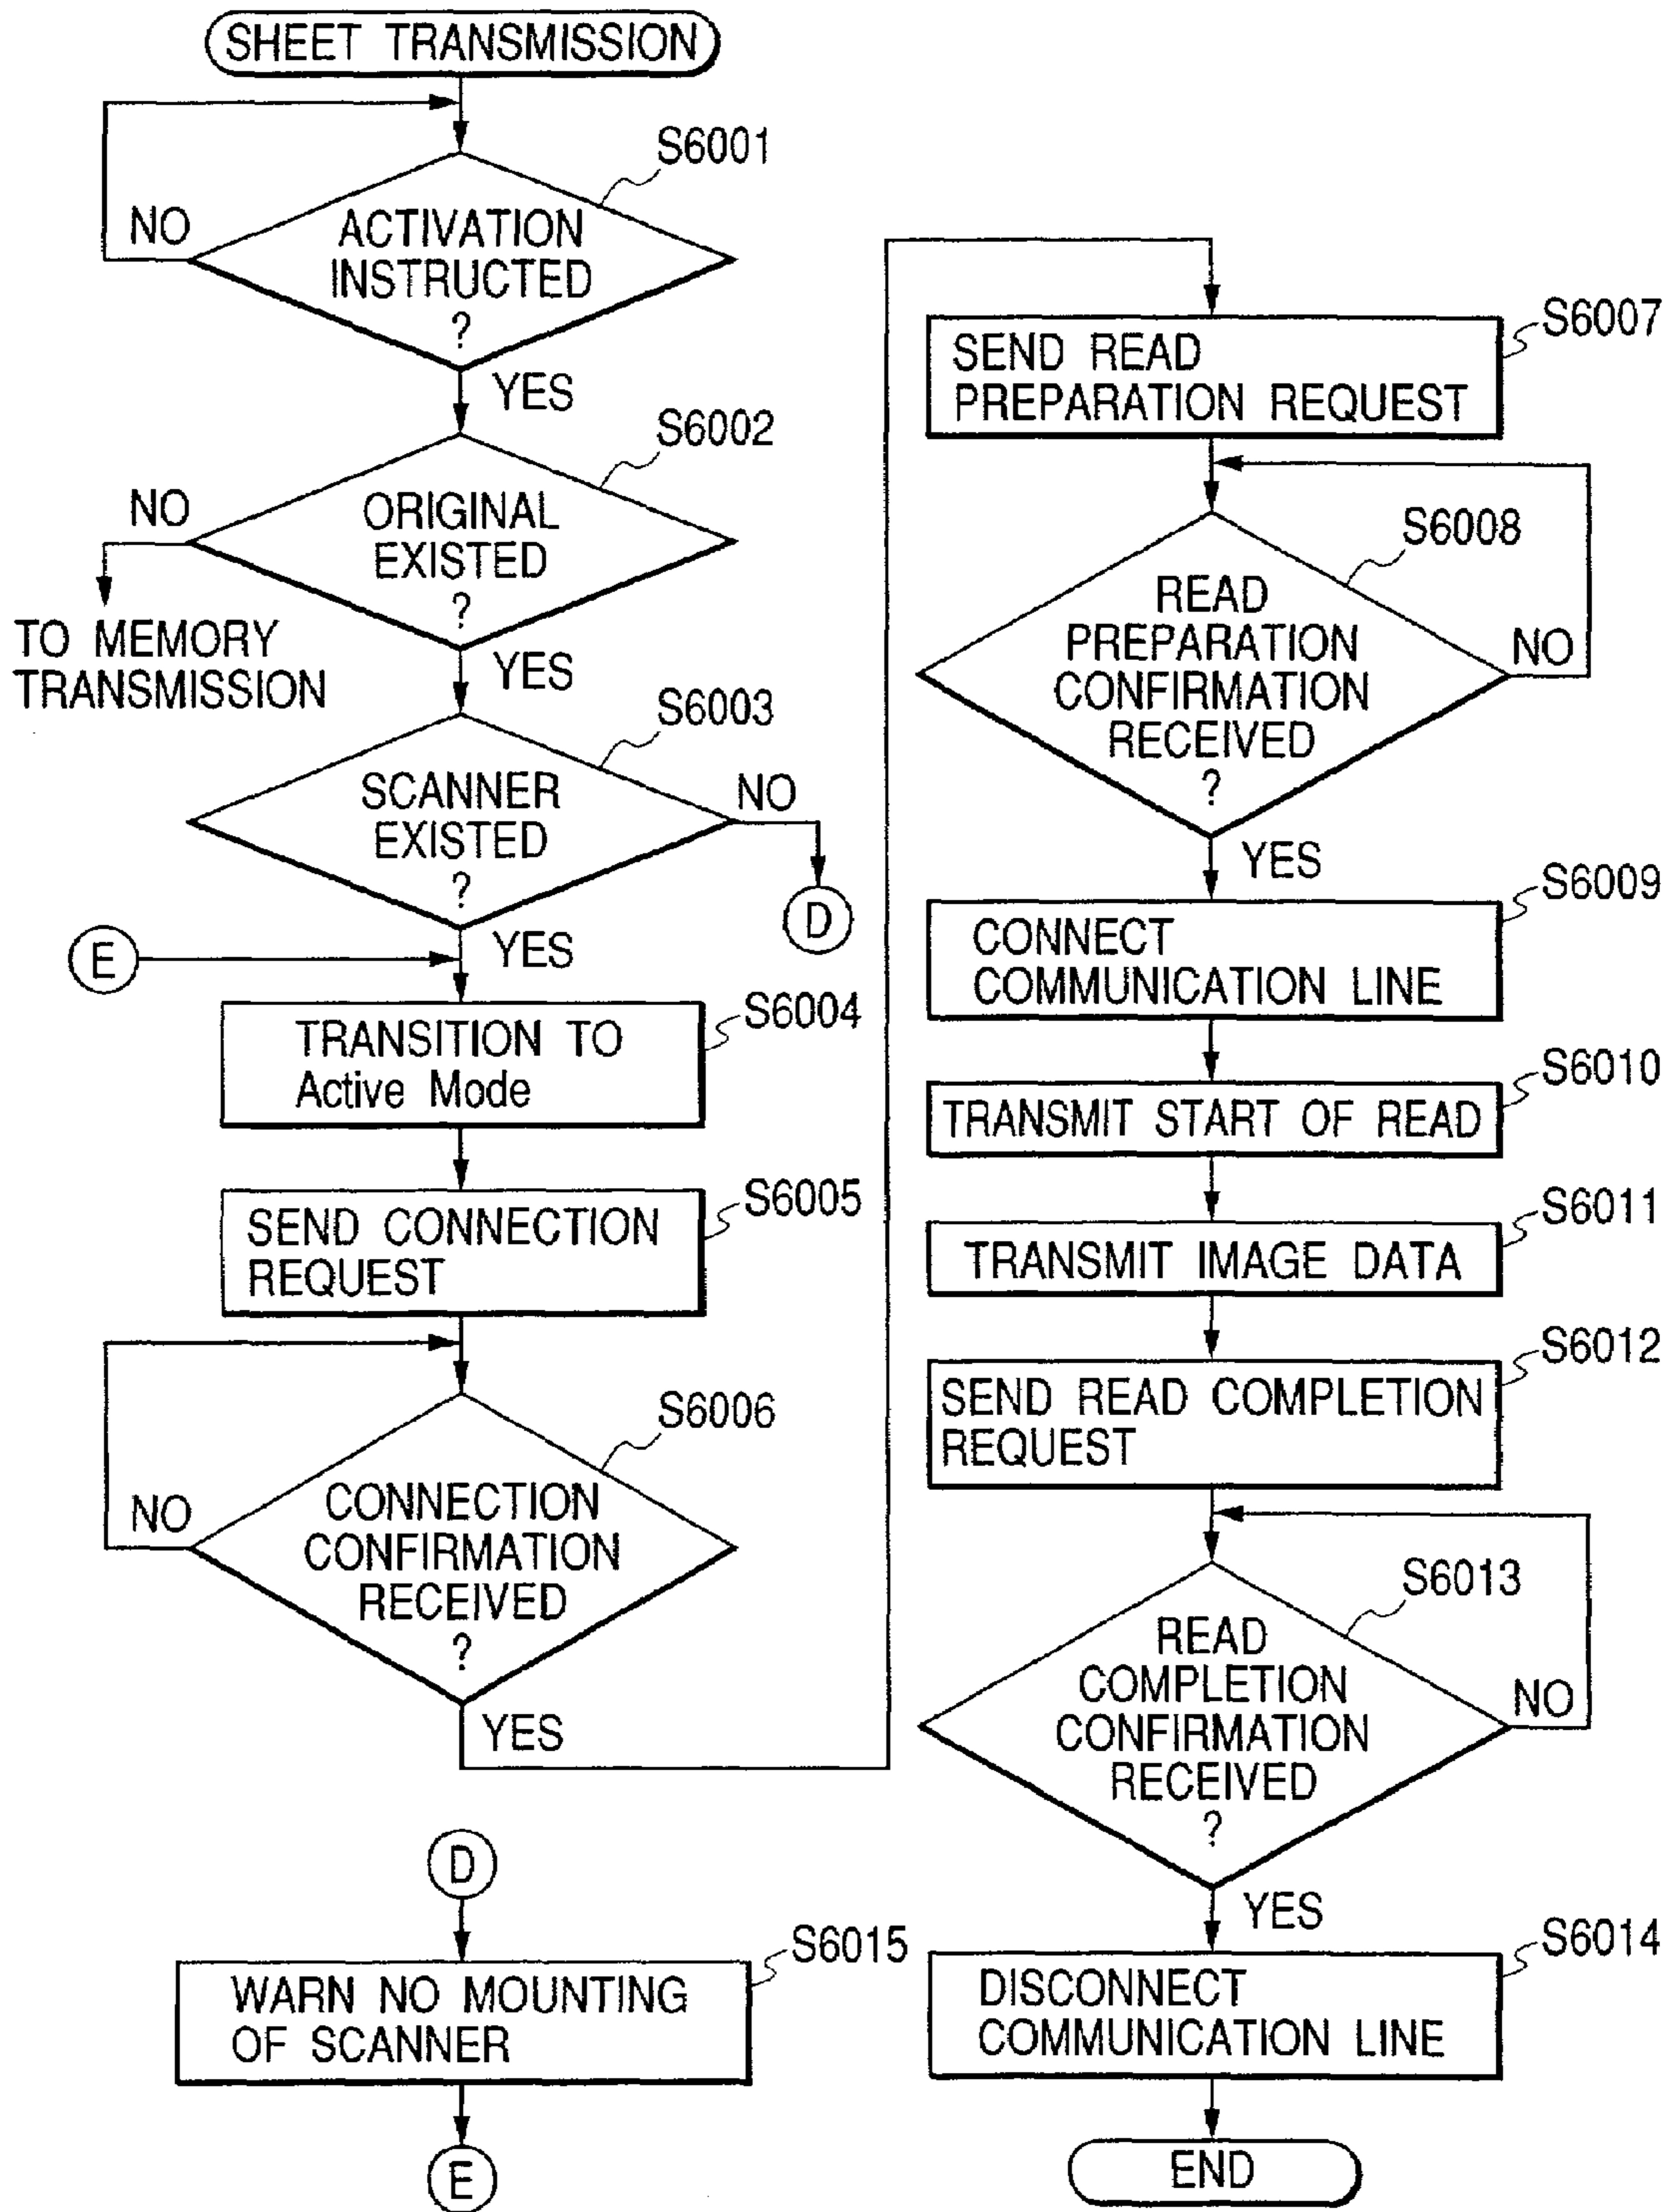 SHEET TRANSMISSION
S6001
NO
ACTIVATION
INSTRUCTED
?
YES
S6002
NO
ORIGINAL
EXISTED
?
TO MEMORY
TRANSMISSION
YES
S6003
SCANNER
EXISTED
?
NO
D
E
YES
S6004
TRANSITION TO
Active Mode
S6005
SEND CONNECTION
REQUEST
S6006
NO
CONNECTION
CONFIRMATION
RECEIVED
?
YES
D
S6015
WARN NO MOUNTING
OF SCANNER
E
S6007
SEND READ
PREPARATION REQUEST
S6008
READ
PREPARATION
CONFIRMATION
RECEIVED
?
NO
YES
S6009
CONNECT
COMMUNICATION LINE
S6010
TRANSMIT START OF READ
S6011
TRANSMIT IMAGE DATA
S6012
SEND READ COMPLETION
REQUEST
S6013
READ
COMPLETION
CONFIRMATION
RECEIVED
?
NO
YES
S6014
DISCONNECT
COMMUNICATION LINE
END